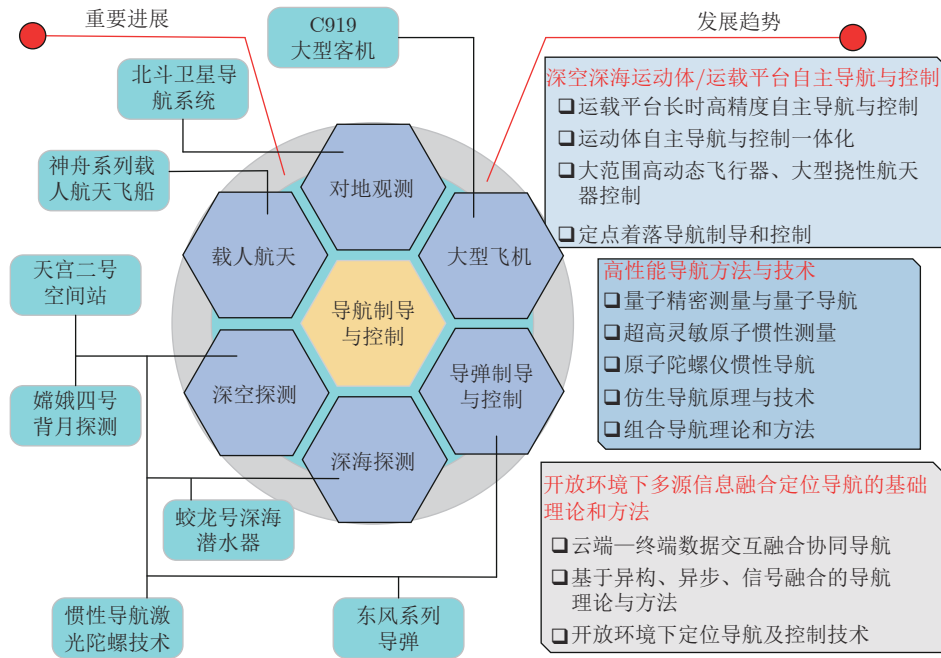 重要进展
C919
大型客机
发展趋势
北斗卫星导
航系统
神舟系列载
人航天飞船
天宫二号
空间站
嫦娥四号
背月探测
蛟龙号深海
潜水器
惯性导航激
光陀螺技术
东风系列
导弹
对地观测
载人航天
大型飞机
导航制导
与控制
深空探测
导弹制导
与控制
深海探测
深空深海运动体/运载平台自主导航与控制
❑运载平台长时高精度自主导航与控制
❑运动体自主导航与控制一体化
❑大范围高动态飞行器、大型挠性航天
器控制
❑定点着落导航制导和控制
高性能导航方法与技术
❑量子精密测量与量子导航
❑超高灵敏原子惯性测量
❑原子陀螺仪惯性导航
❑仿生导航原理与技术
❑组合导航理论和方法
开放环境下多源信息融合定位导航的基础
理论和方法
❑云端—终端数据交互融合协同导航
❑基于异构、异步、信号融合的导航
理论与方法
❑开放环境下定位导航及控制技术